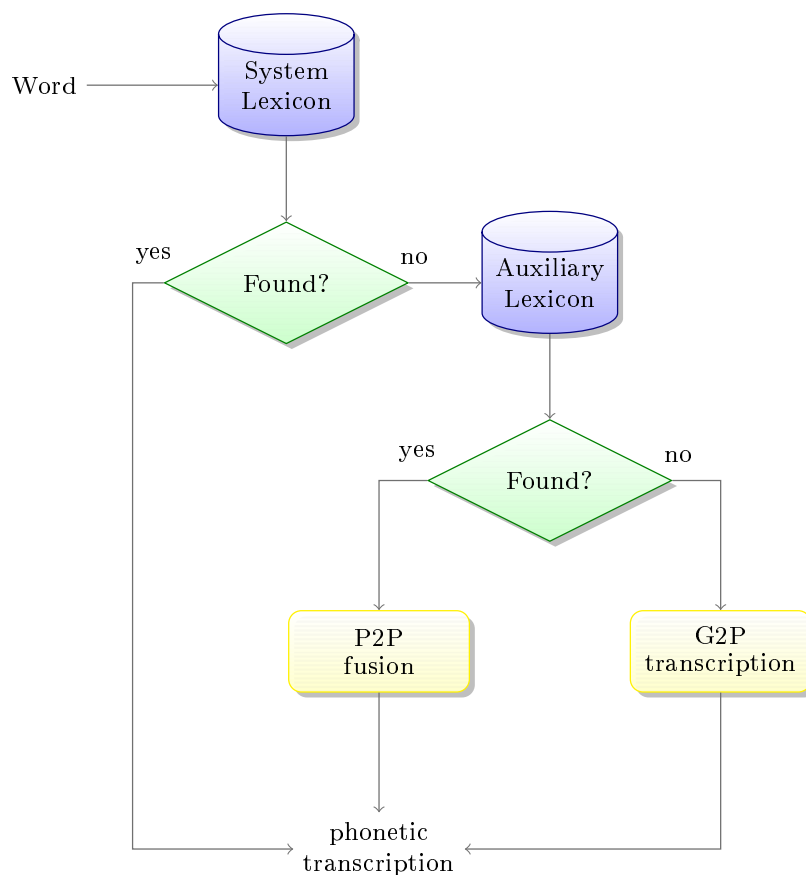 System
Word
Lexicon
yes
no
Found?
Auxiliary
Lexicon
yes
no
Found?
P2P
fusion
G2P
transcription
phonetic
transcription